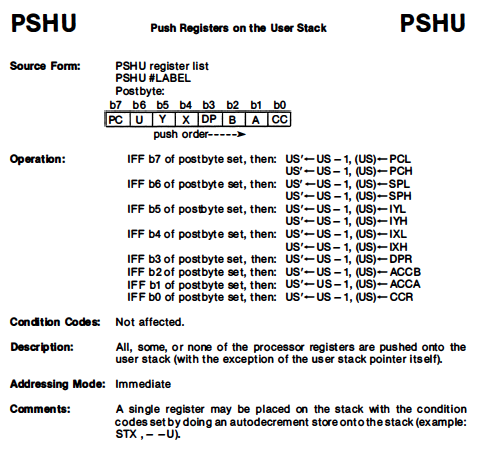 PSHU Push Registers on the User Stack PSHU
Source Form: PSHU register list
PSHU #LABEL
Postbyte:
b7 b6 b5 b4 b3 b2 b1 b0
PC U Y X DP B A CC
push order----->
Operation: IFF b7 of postbyte set, then: US'←US – 1, (US)←PCL
US'←US – 1, (US)←PCH
IFF b6 of postbyte set, then: US'←US – 1, (US)←SPL
US'←US – 1, (US)←SPH
IFF b5 of postbyte set, then: US'←US – 1, (US)←IYL
US'←US – 1, (US)←IYH
IFF b4 of postbyte set, then: US'←US – 1, (US)←IXL
US'←US – 1, (US)←IXH
IFF b3 of postbyte set, then: US'←US – 1, (US)←DPR
IFF b2 of postbyte set, then: US'←US – 1, (US)←ACCB
IFF b1 of postbyte set, then: US'←US – 1, (US)←ACCA
IFF b0 of postbyte set, then: US'←US – 1, (US)←CCR
Condition Codes: Not affected.
Description: All, some, or none of the processor registers are pushed onto the
user stack (with the exception of the user stack pointer itself).
Addressing Mode: Immediate
Comments: A single register may be placed on the stack with the condition
codes set by doing an autodecrement store onto the stack (example:
STX , – –U).